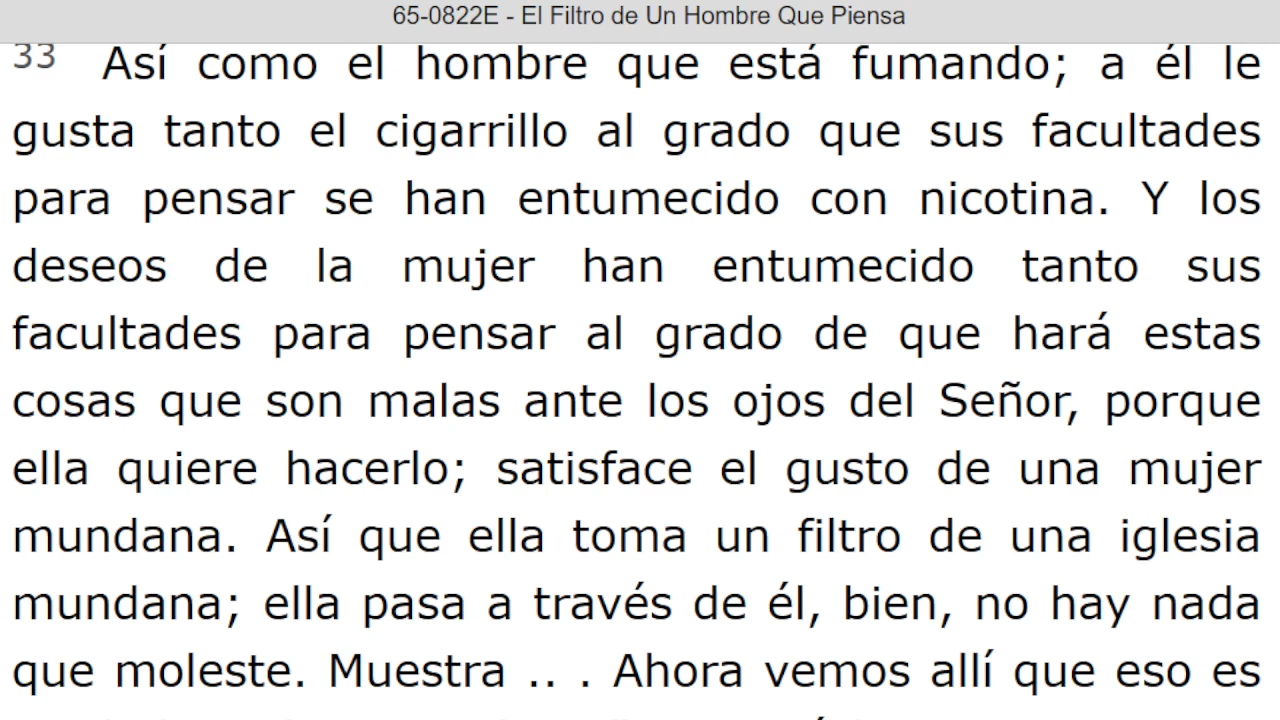 65-0822E - El Filtro de Un Hombre Que Piensa
33 Así como el hombre que está fumando; a él le
gusta tanto el cigarrillo al grado que sus facultades
para pensar se han entumecido con nicotina. Y los
deseos de la mujer han entumecido tanto sus
facultades para pensar al grado de que hará estas
cosas que son malas ante los ojos del Señor, porque
ella quiere hacerlo; satisface el gusto de una mujer
mundana. Así que ella toma un filtro de una iglesia
mundana; ella pasa a través de él, bien, no hay nada
que moleste. Muestra .. . Ahora vemos allí que eso es